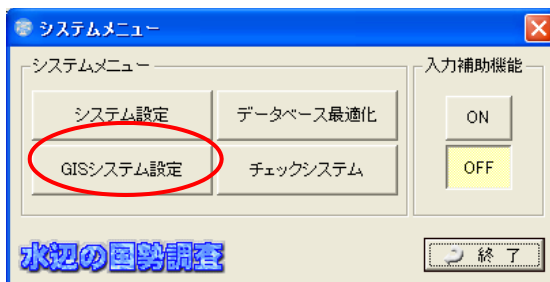 システムメニュー
システムメニュー
システム設定
データベース最適化
GISシステム設定
チェックシステム
入力補助機能
ON
OFF
水辺の国勢調査
終 了